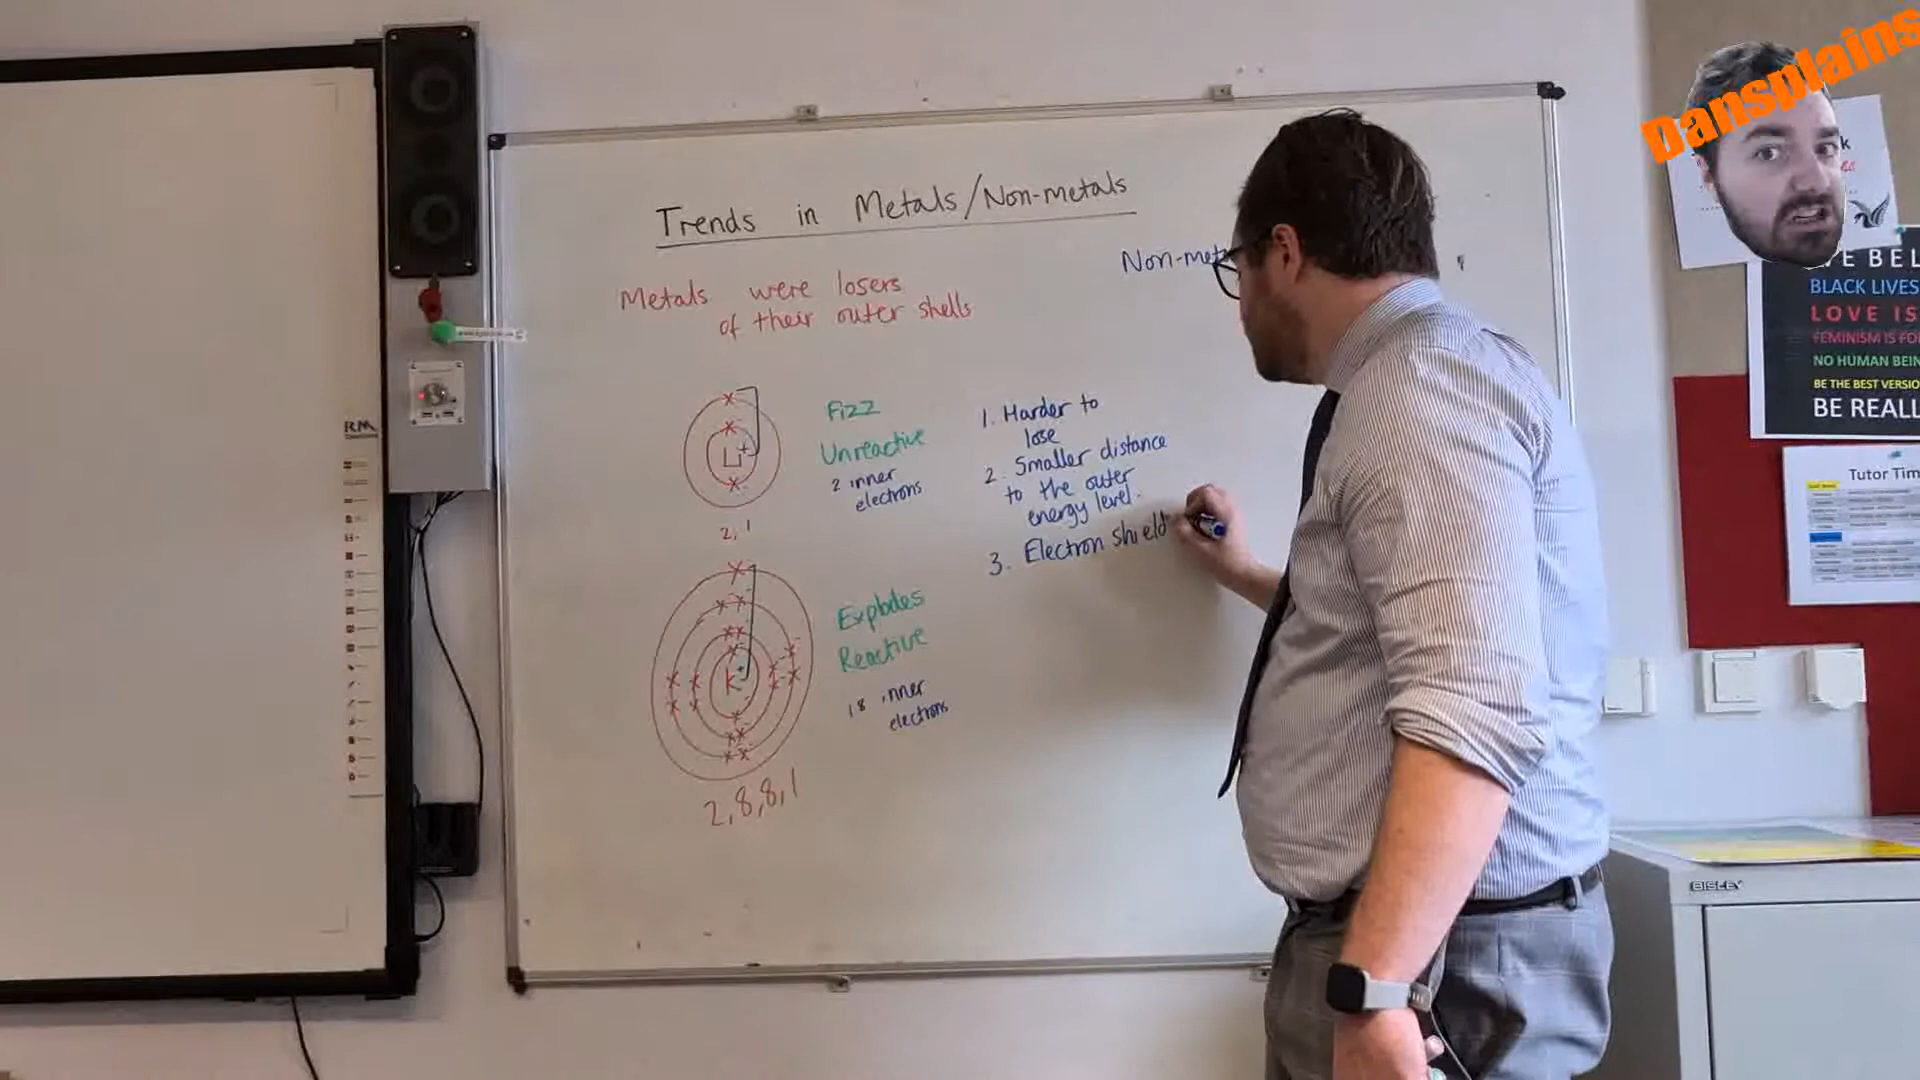 Dansplains
Trends in Metals/Non-metals
Non-met
Metals were losers
of their outer shells
Li
+
2,1
Fizz
Unreactive
2 inner
electrons
1. Harder to
lose
2. Smaller distance
to the outer
energy level.
3. Electron shield
K
+
2,8,8,1
Explodes
Reactive
18 inner
electrons
RM
E BEL
BLACK LIVES
LOVE IS
FEMINISM IS FO
NO HUMAN BEIN
BE THE BEST VERSIO
BE REALL
Tutor Tim
BISLEY